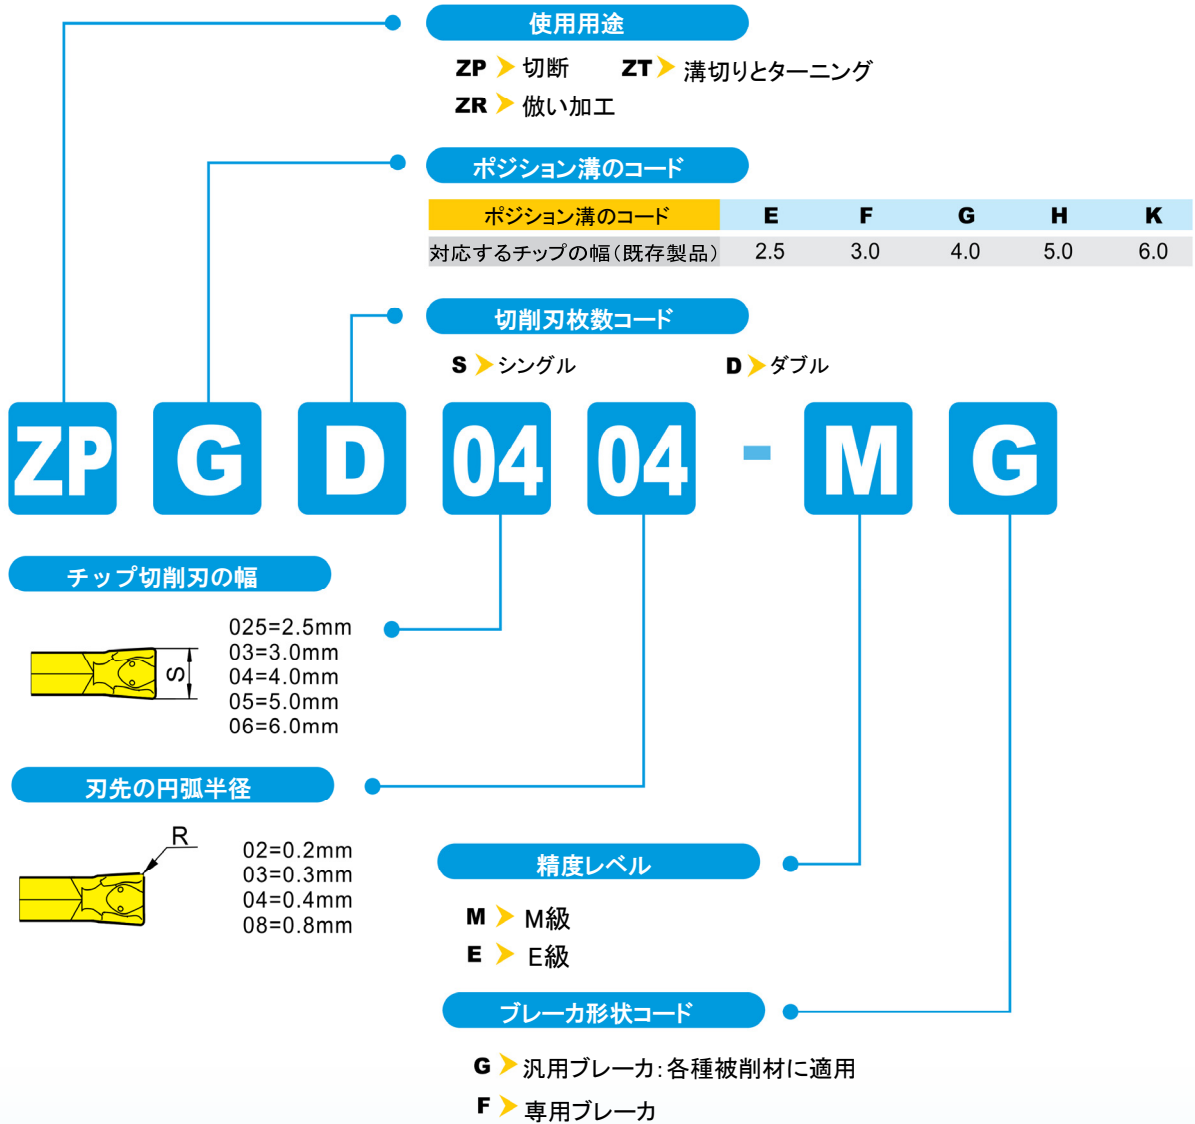 使用用途
ZP 切断 ZT 溝切りとターニング
ZR 倣い加工
ポジション溝のコード
ポジション溝のコード E F G H K
対応するチップの幅(既存製品) 2.5 3.0 4.0 5.0 6.0
切削刃枚数コード
S シングル D ダブル
ZP G D 04 04 - M G
チップ切削刃の幅
025=2.5mm
03=3.0mm
04=4.0mm
05=5.0mm
06=6.0mm
S
刃先の円弧半径
R
02=0.2mm
03=0.3mm
04=0.4mm
08=0.8mm
精度レベル
M M級
E E級
ブレーカ形状コード
G 汎用ブレーカ:各種被削材に適用
F 専用ブレーカ